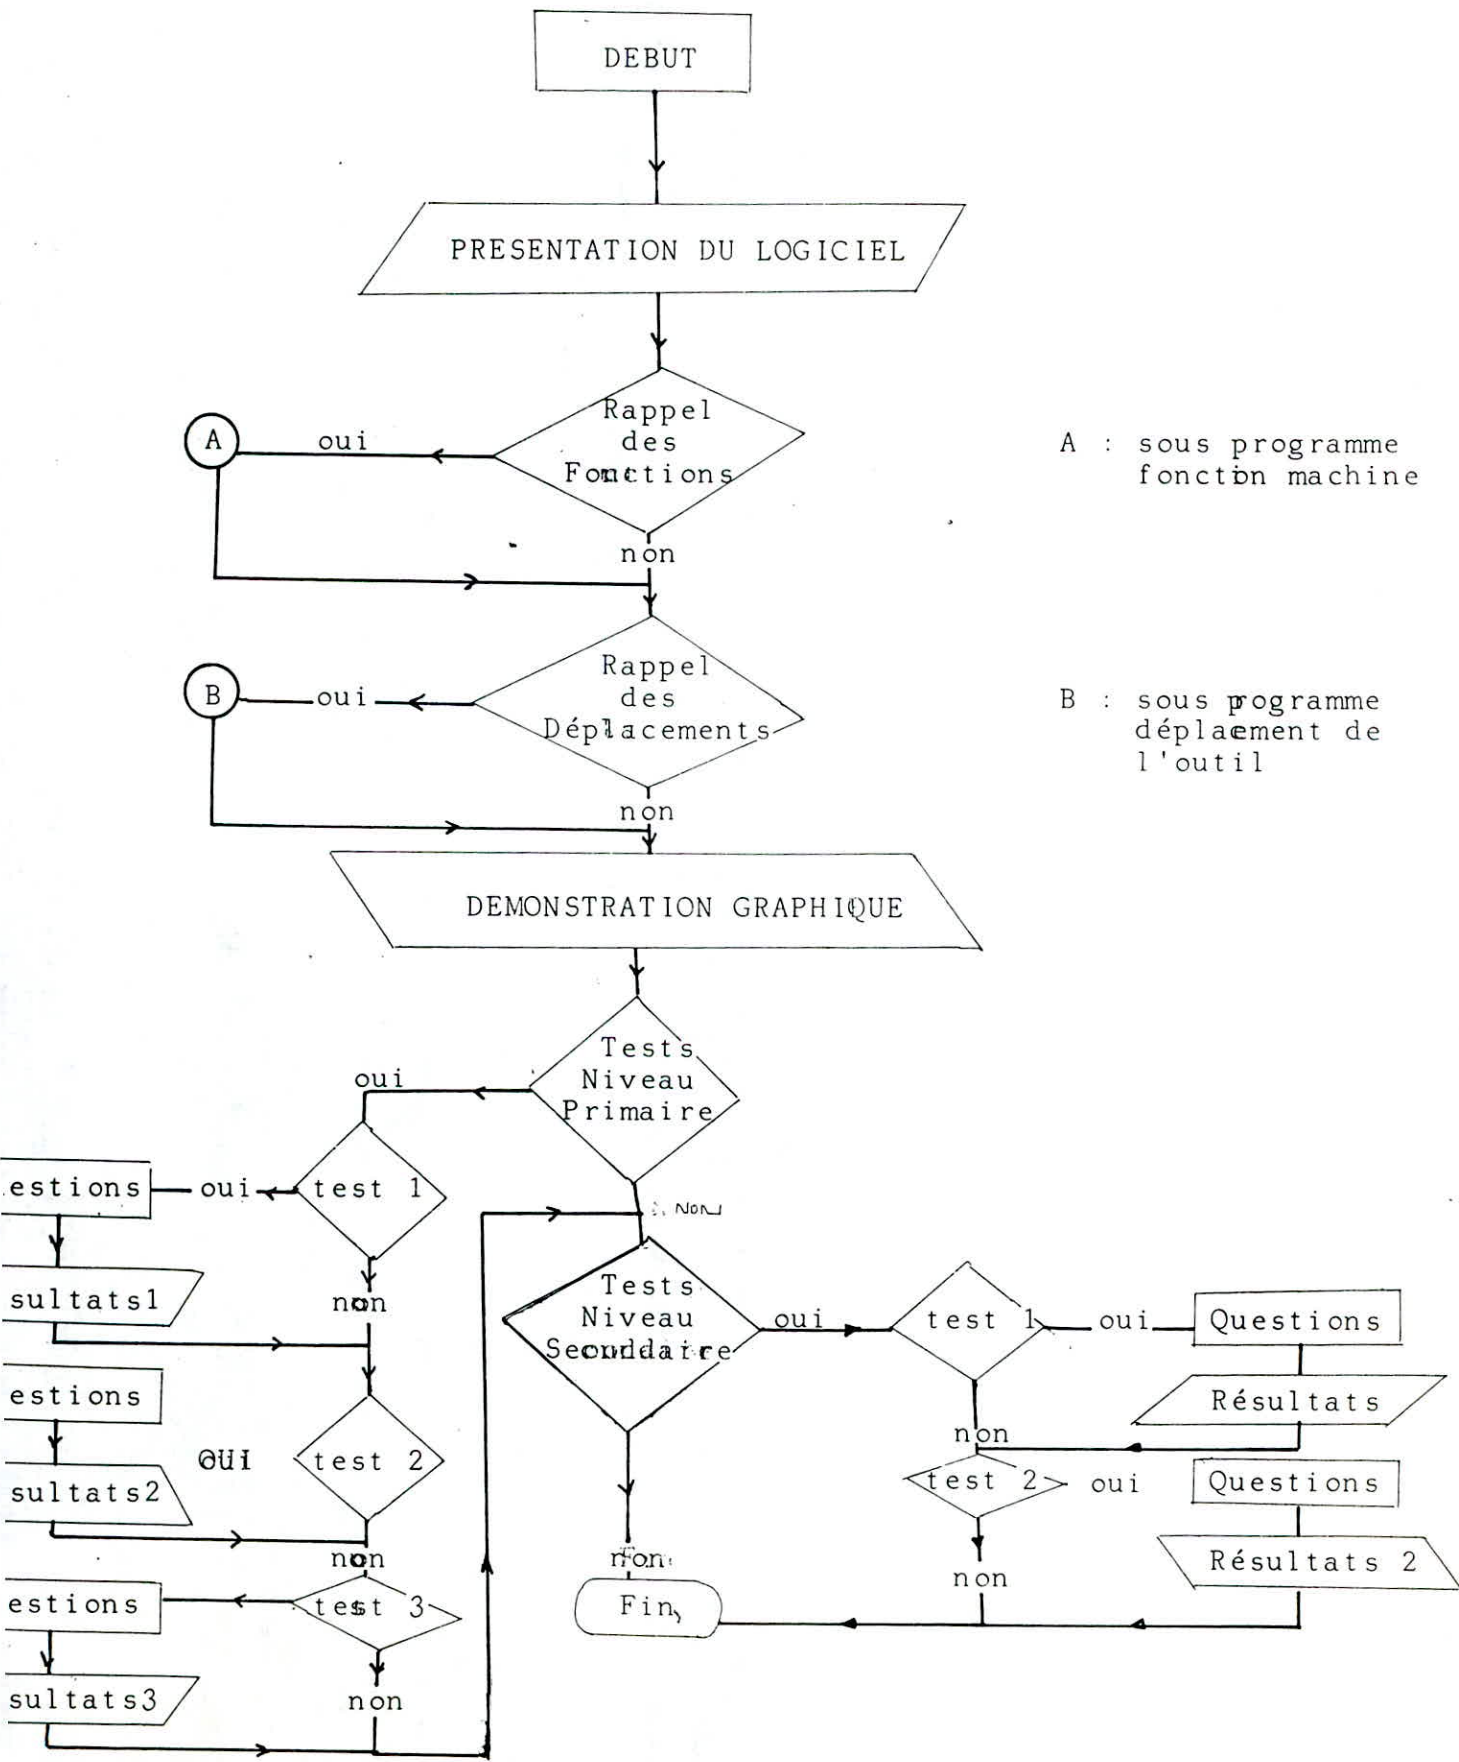 DEBUT
PRESENTATION DU LOGICIEL
Rappel
des
Fonctions
A
oui
non
A : sous programme
fonction machine
Rappel
des
Déplacements
B
oui
non
B : sous programme
déplacement de
l'outil
DEMONSTRATION GRAPHIQUE
Tests
Niveau
Primaire
oui
NON
test 1
oui
estions
non
sultats1
test 2
OUI
estions
sultats2
non
test 3
estions
non
sultats3
Tests
Niveau
Secondaire
oui
test 1
oui
Questions
Résultats
non
test 2
oui
Questions
Résultats 2
non
non
Fin